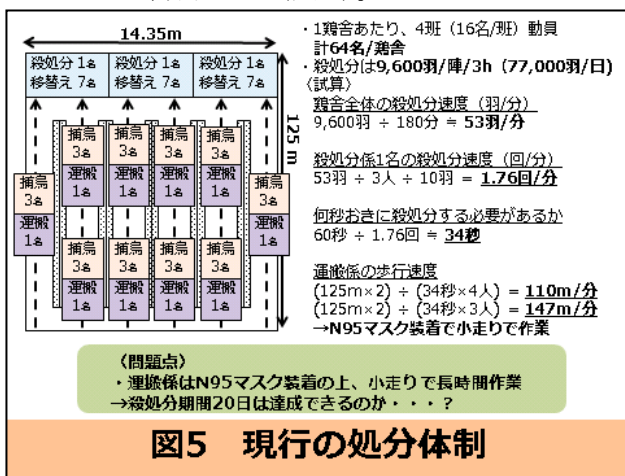 14.35m
殺処分 1名
移替え 7名
殺処分 1名
移替え 7名
殺処分 1名
移替え 7名
125 m
捕鳥
3名
運搬
1名
捕鳥
3名
運搬
1名
捕鳥
3名
運搬
1名
捕鳥
3名
運搬
1名
捕鳥
3名
運搬
1名
捕鳥
3名
運搬
1名
捕鳥
3名
運搬
1名
捕鳥
3名
運搬
1名
捕鳥
3名
運搬
1名
捕鳥
3名
運搬
1名
・1鶏舎あたり、4班（16名/班）動員
計64名/鶏舎
・殺処分は9,600羽/陣/3h（77,000羽/日）
〈試算〉
鶏舎全体の殺処分速度（羽/分）
9,600羽 ÷ 180分 ≒ 53羽/分
殺処分係1名の殺処分速度（回/分）
53羽 ÷ 3人 ÷ 10羽 = 1.76回/分
何秒おきに殺処分する必要があるか
60秒 ÷ 1.76回 ≒ 34秒
運搬係の歩行速度
(125m×2) ÷ (34秒×4人) = 110m/分
(125m×2) ÷ (34秒×3人) = 147m/分
→N95マスク装着で小走りで作業
（問題点）
・運搬係はN95マスク装着の上、小走りで長時間作業
→殺処分期間20日は達成できるのか・・・？
図5 現行の処分体制